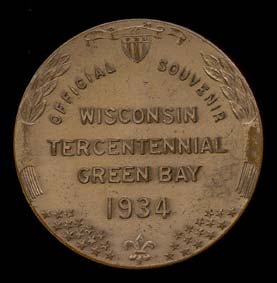 OFFICIAL SOUVENIR
WISCONSIN
TERCENTENNIAL
GREEN BAY
1934